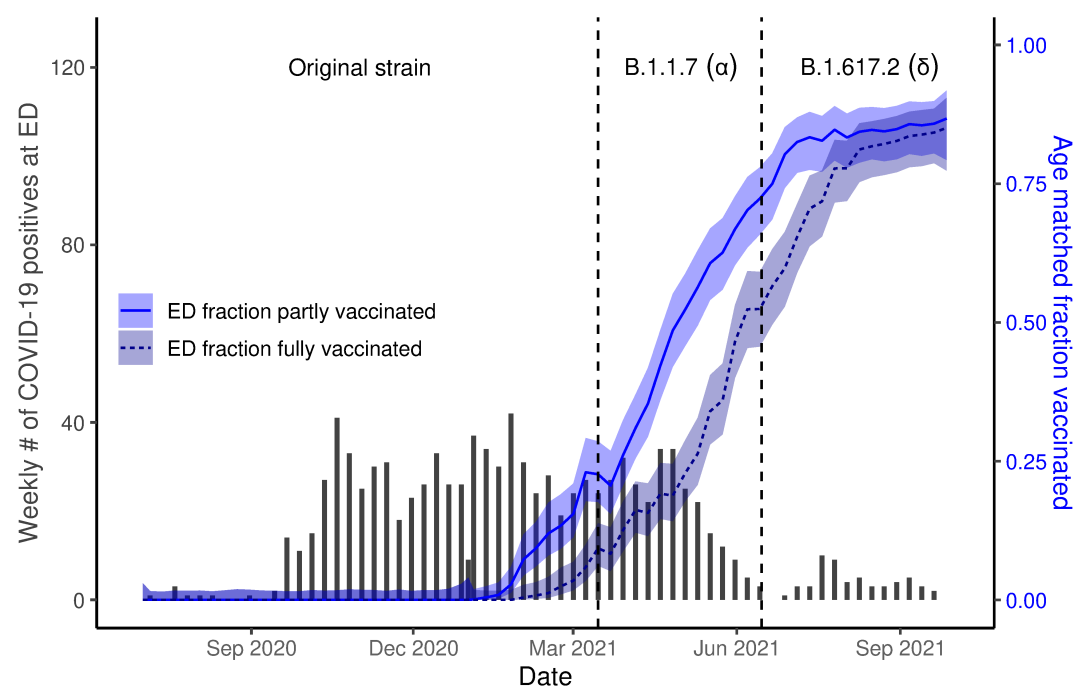 Original strain
B.1.1.7 (α)
B.1.617.2 (δ)
Weekly # of COVID-19 positives at ED
120
80
40
0
ED fraction partly vaccinated
ED fraction fully vaccinated
1.00
0.75
0.50
0.25
0.00
Age matched fraction vaccinated
Sep 2020
Dec 2020
Mar 2021
Jun 2021
Sep 2021
Date